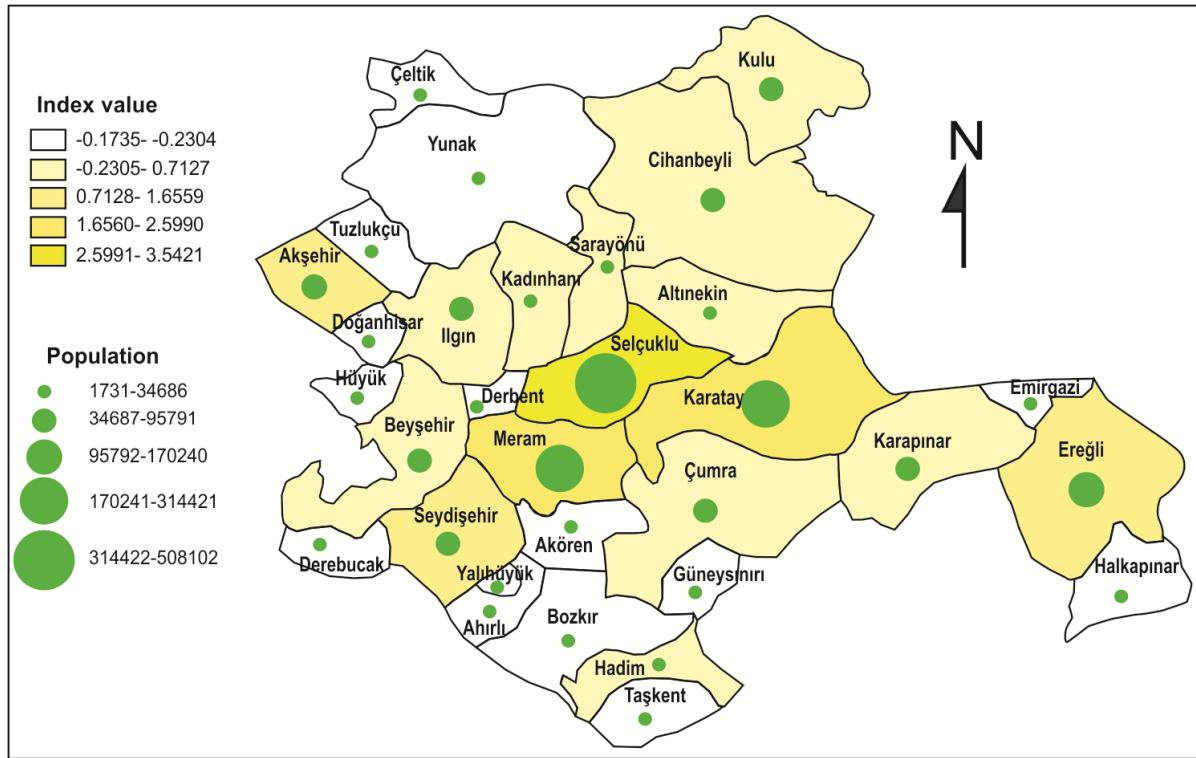 Index value
-0.1735- -0.2304
-0.2305- 0.7127
0.7128- 1.6559
1.6560- 2.5990
2.5991- 3.5421
Population
1731-34686
34687-95791
95792-170240
170241-314421
314422-508102
N
Çeltik
Kulu
Yunak
Cihanbeyli
Tuzlukçu
Akşehir
Sarayönü
Kadınhanı
Altınekin
Doğanhisar
Ilgın
Selçuklu
Hüyük
Derbent
Karatay
Emirgazi
Beyşehir
Meram
Karapınar
Ereğli
Çumra
Seydişehir
Akören
Derebucak
Yalıhüyük
Güneysınırı
Halkapınar
Ahırlı
Bozkır
Hadim
Taşkent